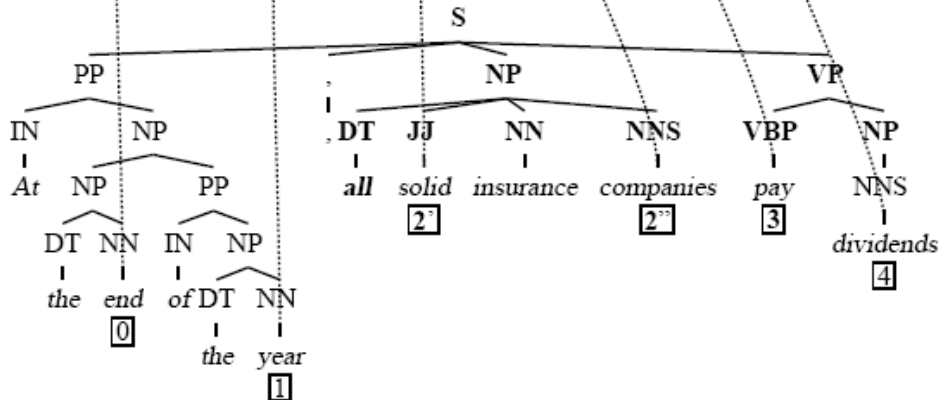 S
PP , NP VP
IN NP , DT JJ NN NNS VBP NP
At NP PP all solid insurance companies pay NNS
2' 2'' 3
DT NN IN NP dividends
4
the end of DT NN
0
the year
1